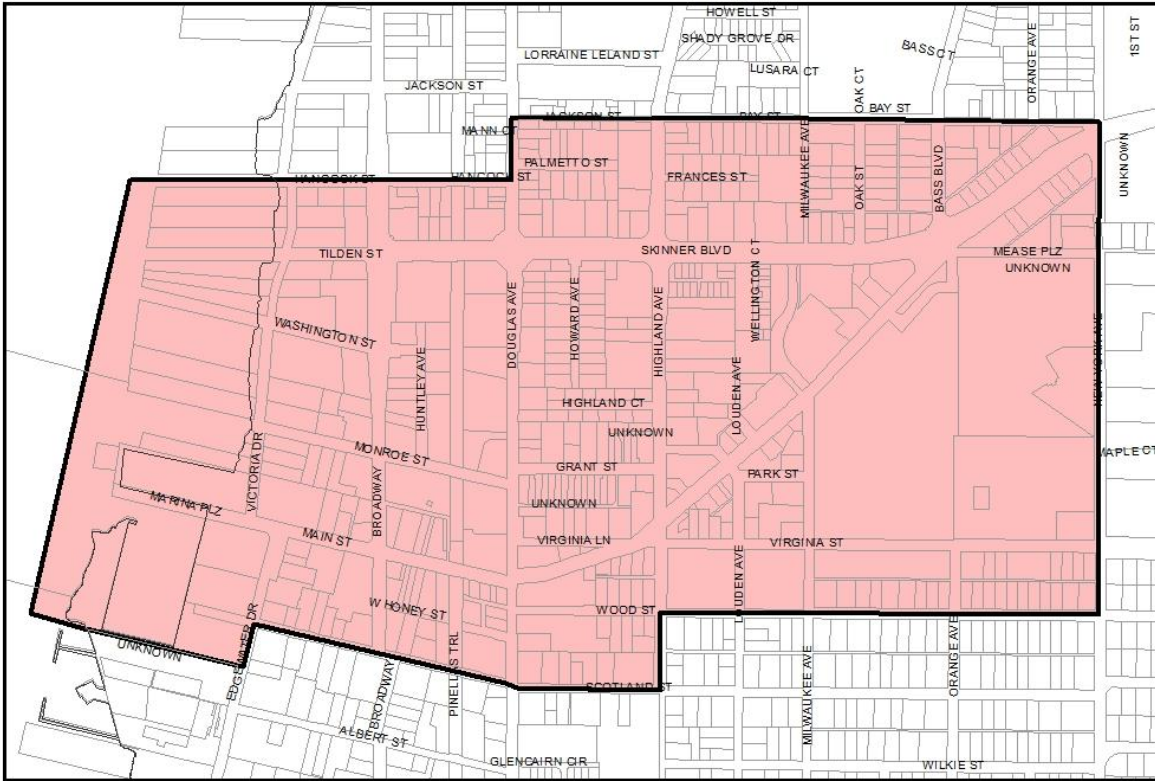 HOWELL ST
1ST ST
ORANGE AVE
SHADY GROVE DR
BASS CT
LORRAINE LELAND ST
LUSARA CT
OAK CT
JACKSON ST
BAY ST
JACKSON ST
BAY ST
MANN CT
MILWAUKEE AVE
UNKNOWN
PALMETTO ST
OAK ST
BASS BLVD
HANCOCK ST
HANCOCK ST
FRANCES ST
TILDEN ST
SKINNER BLVD
MEASE PLZ
UNKNOWN
WELLINGTON CT
WASHINGTON ST
DOUGLAS AVE
HOWARD AVE
HIGHLAND AVE
HUNTLEY AVE
LOUDEN AVE
NEW YORK AVE
HIGHLAND CT
UNKNOWN
VICTORIA DR
MONROE ST
MAPLE CT
GRANT ST
PARK ST
BROADWAY
MARINA PLZ
UNKNOWN
MAIN ST
VIRGINIA LN
VIRGINIA ST
LOUDEN AVE
W HONEY ST
WOOD ST
EDGEWATER DR
UNKNOWN
PINELLAS TRL
BROADWAY
SCOTLAND ST
MILWAUKEE AVE
ORANGE AVE
ALBERT ST
GLENCAIRN CIR
WILKIE ST